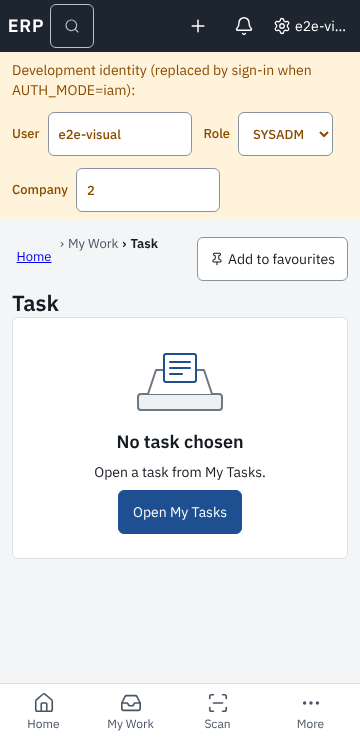 ERP e2e-vi...
Development identity (replaced by sign-in when
AUTH_MODE=iam):
User e2e-visual Role SYSADM
Company 2
Home › My Work › Task Add to favourites
Task
No task chosen
Open a task from My Tasks.
Open My Tasks
Home My Work Scan More